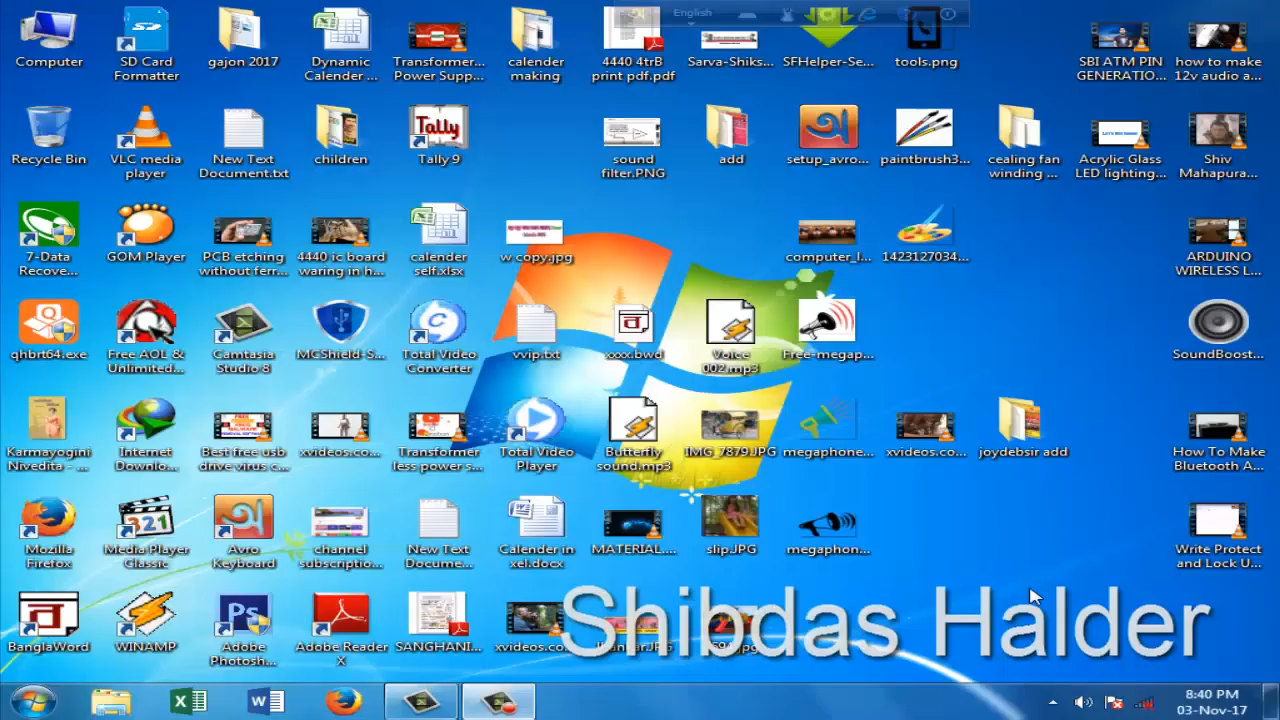 English
Computer
SD Card
Formatter
gajon 2017
Dynamic
Calender ...
Transformer...
Power Supp...
calender
making
4440 4trB
print pdf.pdf
Sarva-Shiks...
SFHelper-Se...
tools.png
SBI ATM PIN
GENERATIO...
how to make
12v audio a...
Recycle Bin
VLC media
player
New Text
Document.txt
children
Tally
Tally 9
sound
filter.PNG
add
setup_avro...
paintbrush3...
cealing fan
winding ...
Acrylic Glass
LED lighting...
Shiv
Mahapura...
7-Data
Recove...
GOM Player
PCB etching
without ferr...
4440 ic board
waring in h...
calender
self.xlsx
w copy.jpg
computer_l...
1423127034...
ARDUINO
WIRELESS L...
qhbrt64.exe
Free AOL &
Unlimited...
Camtasia
Studio 8
MCShield-S...
Total Video
Converter
vvip.txt
xxxx.bwd
Voice
002.mp3
Free-megap...
SoundBoost...
Karmayogini
Nivedita - ...
Internet
Downlo...
Best free usb
drive virus c...
xvideos.co...
Transformer
less power s...
Total Video
Player
Butterfly
sound.mp3
IMG_7879.JPG
megaphone...
xvideos.co...
joydebsir add
How To Make
Bluetooth A...
Mozilla
Firefox
321
Media Player
Classic
Avro
Keyboard
channel
subscriptio...
New Text
Docume...
Calender in
xel.docx
MATERIAL....
slip.JPG
megaphon...
Write Protect
and Lock U...
BanglaWord
WINAMP
Ps
Adobe
Photosh...
Adobe Reader
X
SANGHANI...
xvideos.co...
Shibdas Halder
8:40 PM
03-Nov-17